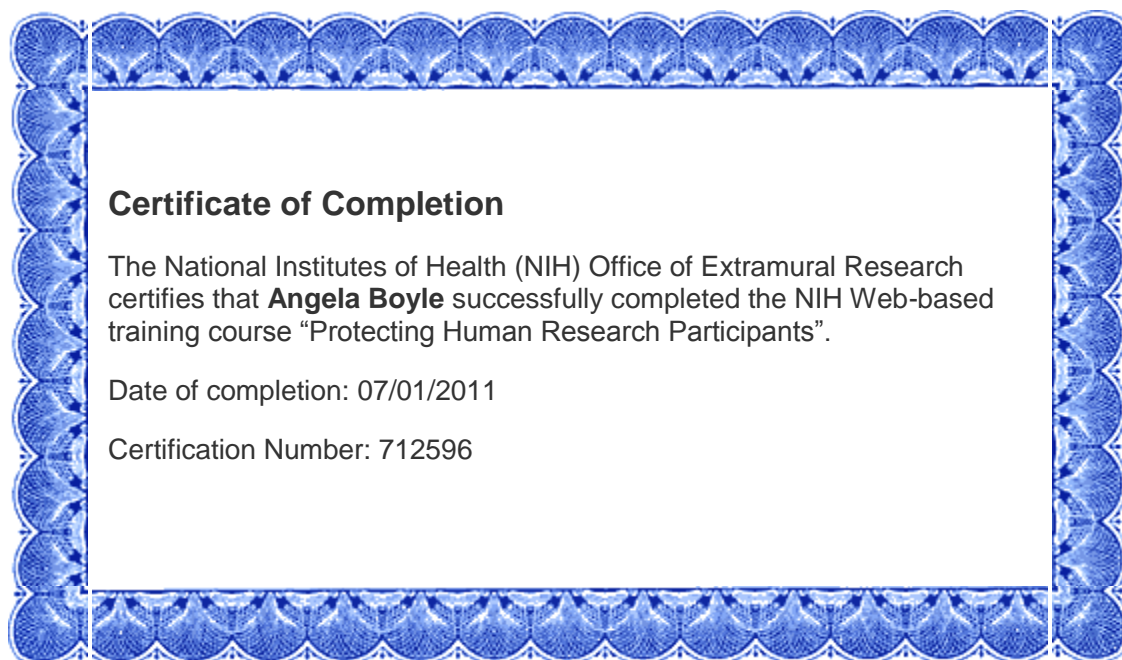 Certificate of Completion
The National Institutes of Health (NIH) Office of Extramural Research
certifies that Angela Boyle successfully completed the NIH Web-based
training course “Protecting Human Research Participants”.
Date of completion: 07/01/2011
Certification Number: 712596